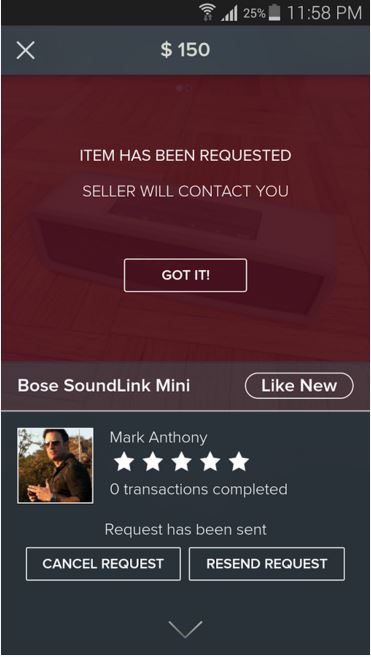 25% 11:58 PM
$ 150
ITEM HAS BEEN REQUESTED
SELLER WILL CONTACT YOU
GOT IT!
Bose SoundLink Mini
Like New
Mark Anthony
0 transactions completed
Request has been sent
CANCEL REQUEST
RESEND REQUEST